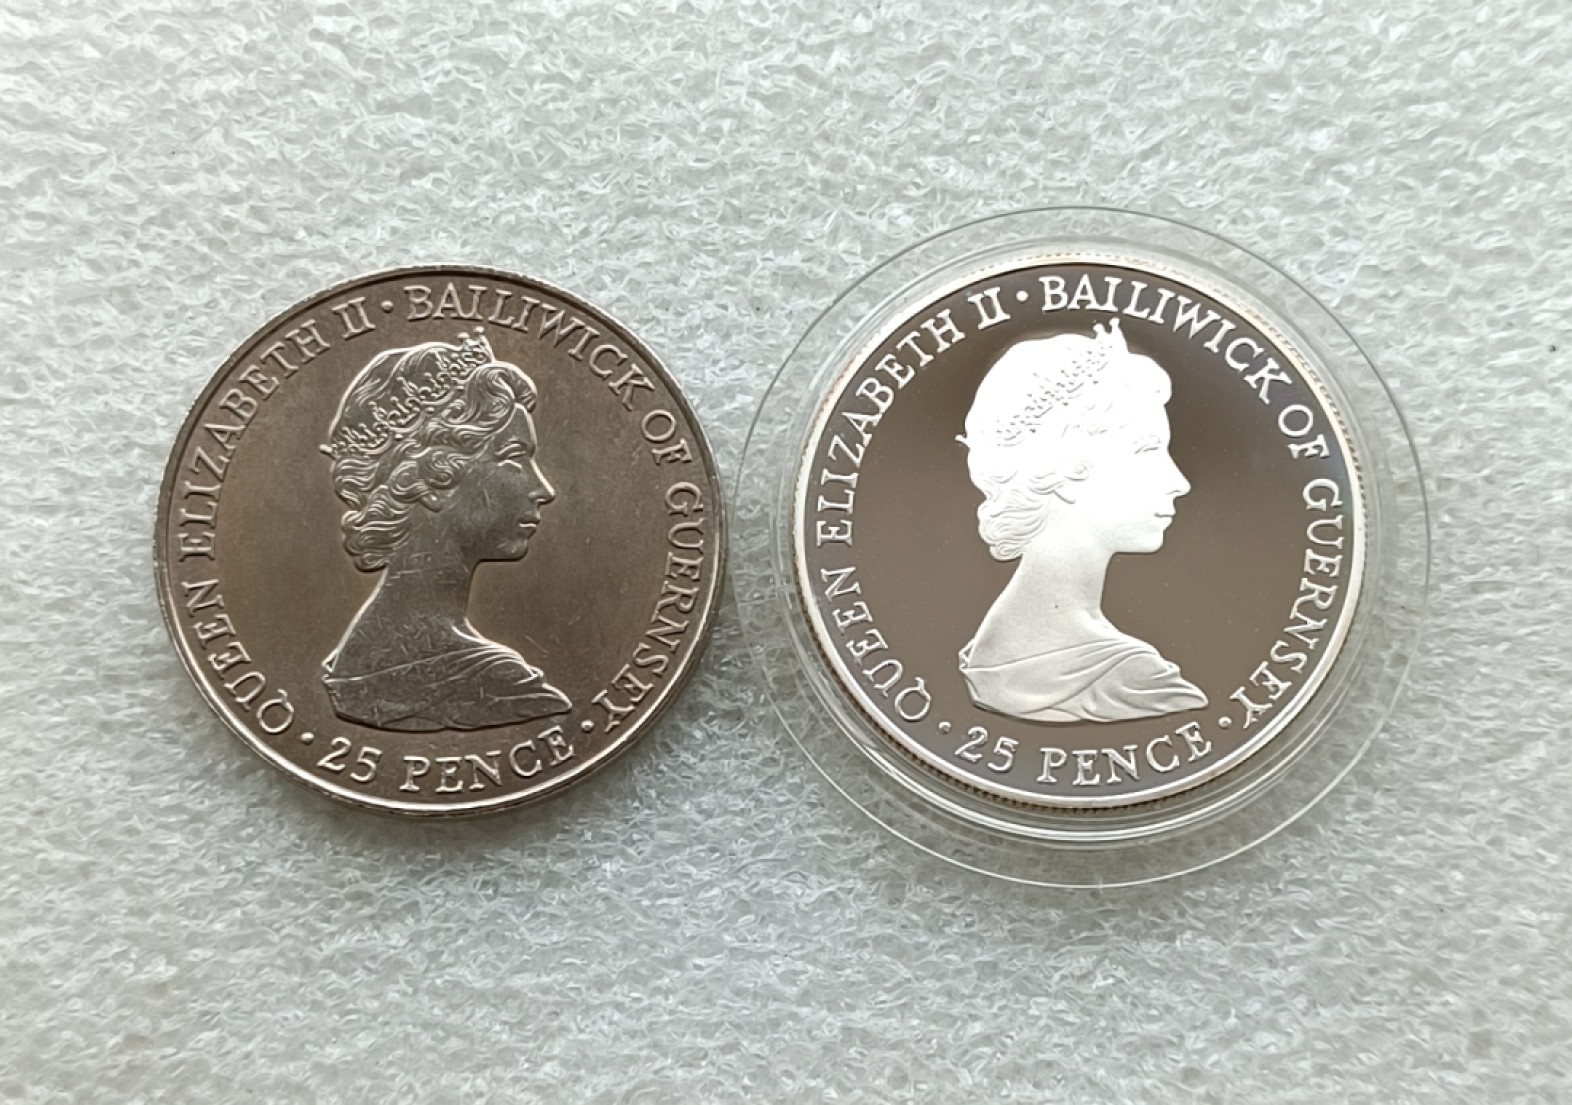 QUEEN ELIZABETH II · BAILIWICK OF GUERNSEY ·
25 PENCE ·
QUEEN ELIZABETH II · BAILIWICK OF GUERNSEY ·
25 PENCE ·